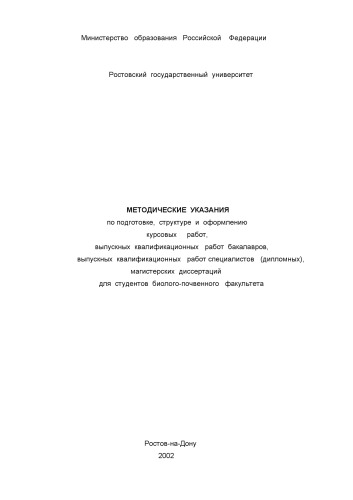 Министерство образования Российской Федерации
Ростовский государственный университет
МЕТОДИЧЕСКИЕ УКАЗАНИЯ
по подготовке, структуре и оформлению
курсовых работ,
выпускных квалификационных работ бакалавров,
выпускных квалификационных работ специалистов (дипломных),
магистерских диссертаций
для студентов биолого-почвенного факультета
Ростов-на-Дону
2002